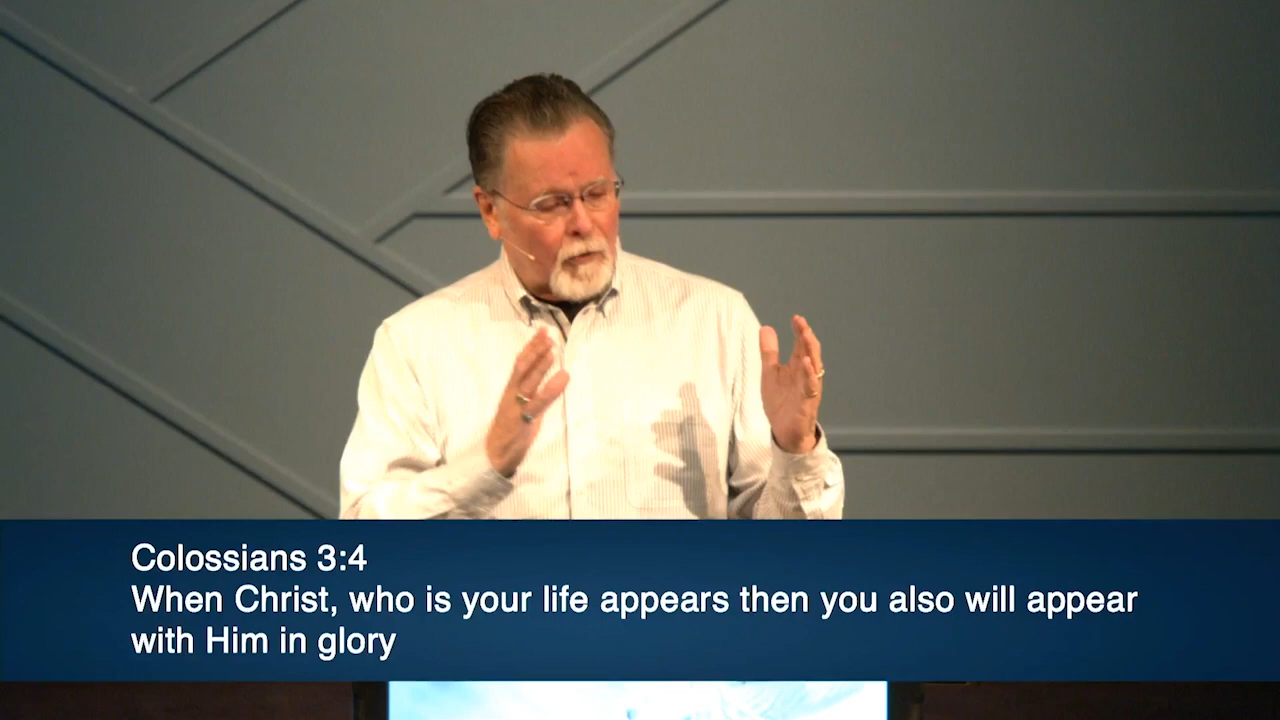 Colossians 3:4
When Christ, who is your life appears then you also will appear
with Him in glory